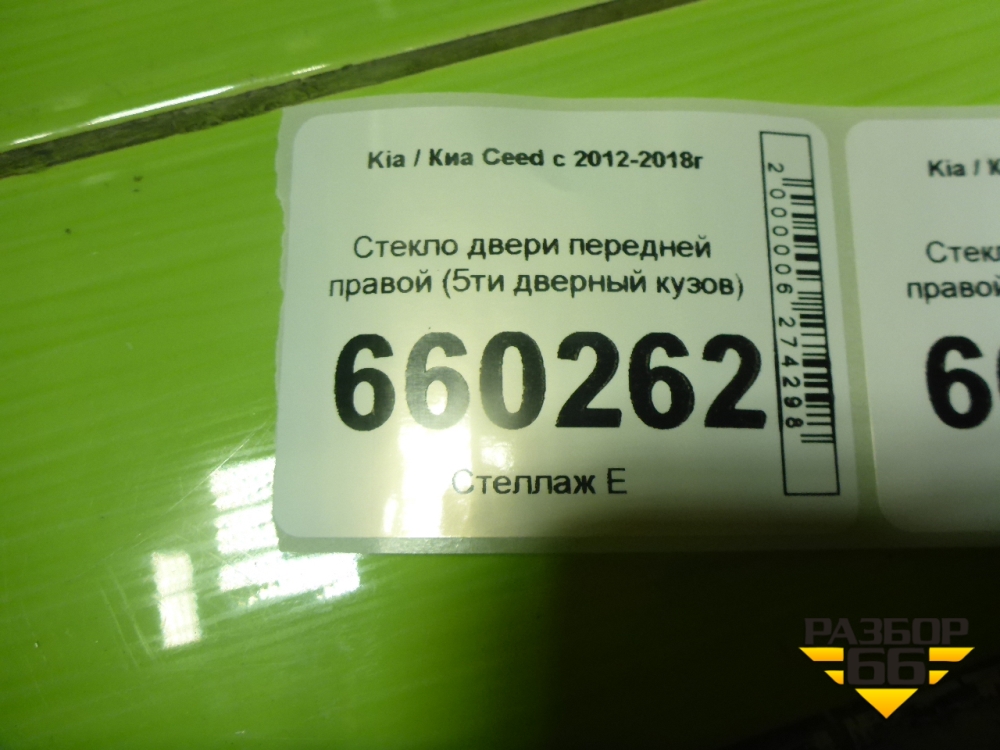 Kia / Киа Ceed с 2012-2018г
Стекло двери передней
правой (5ти дверный кузов)
660262
Стеллаж Е
2000006274298
Kia /
правой
РАЗБОР
66